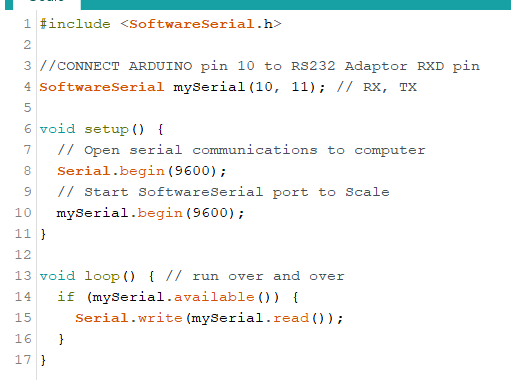 1 #include <SoftwareSerial.h>
2
3 //CONNECT ARDUINO pin 10 to RS232 Adaptor RXD pin
4 SoftwareSerial mySerial(10, 11); // RX, TX
5
6 void setup() {
7   // Open serial communications to computer
8   Serial.begin(9600);
9   // Start SoftwareSerial port to Scale
10   mySerial.begin(9600);
11 }
12
13 void loop() { // run over and over
14   if (mySerial.available()) {
15     Serial.write(mySerial.read());
16   }
17 }